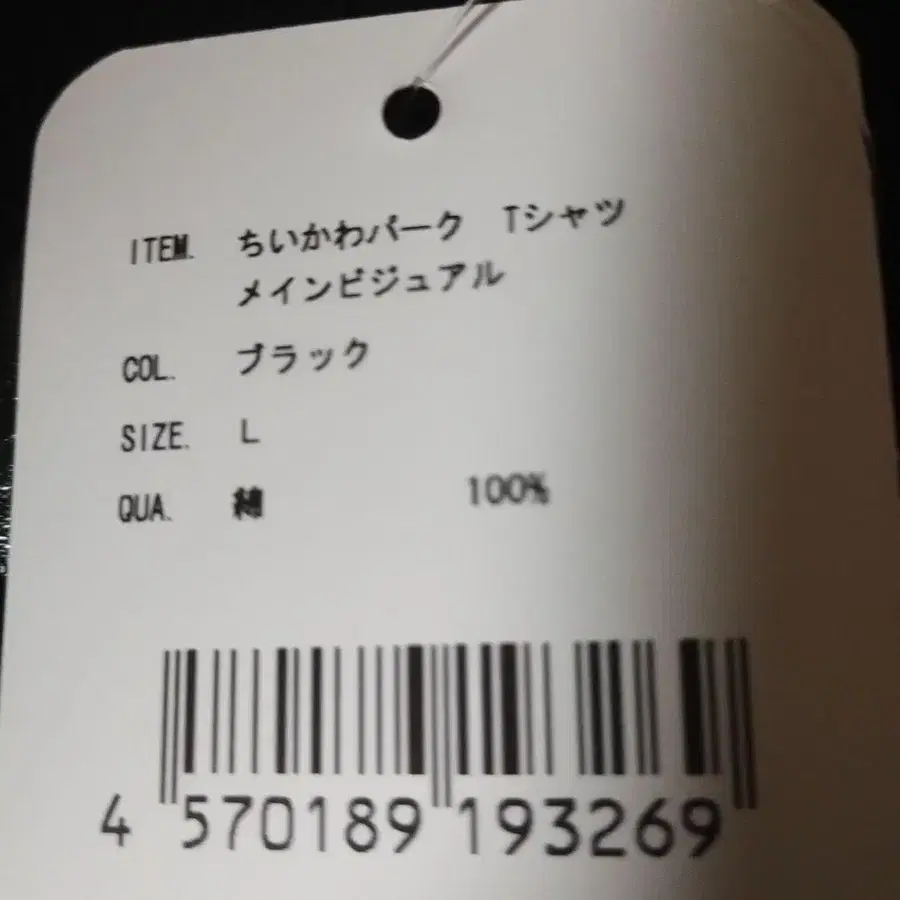 ITEM. ちいかわパーク Tシャツ
メインビジュアル
COL. ブラック
SIZE. L
QUA. 綿 100%
4 570189 193269